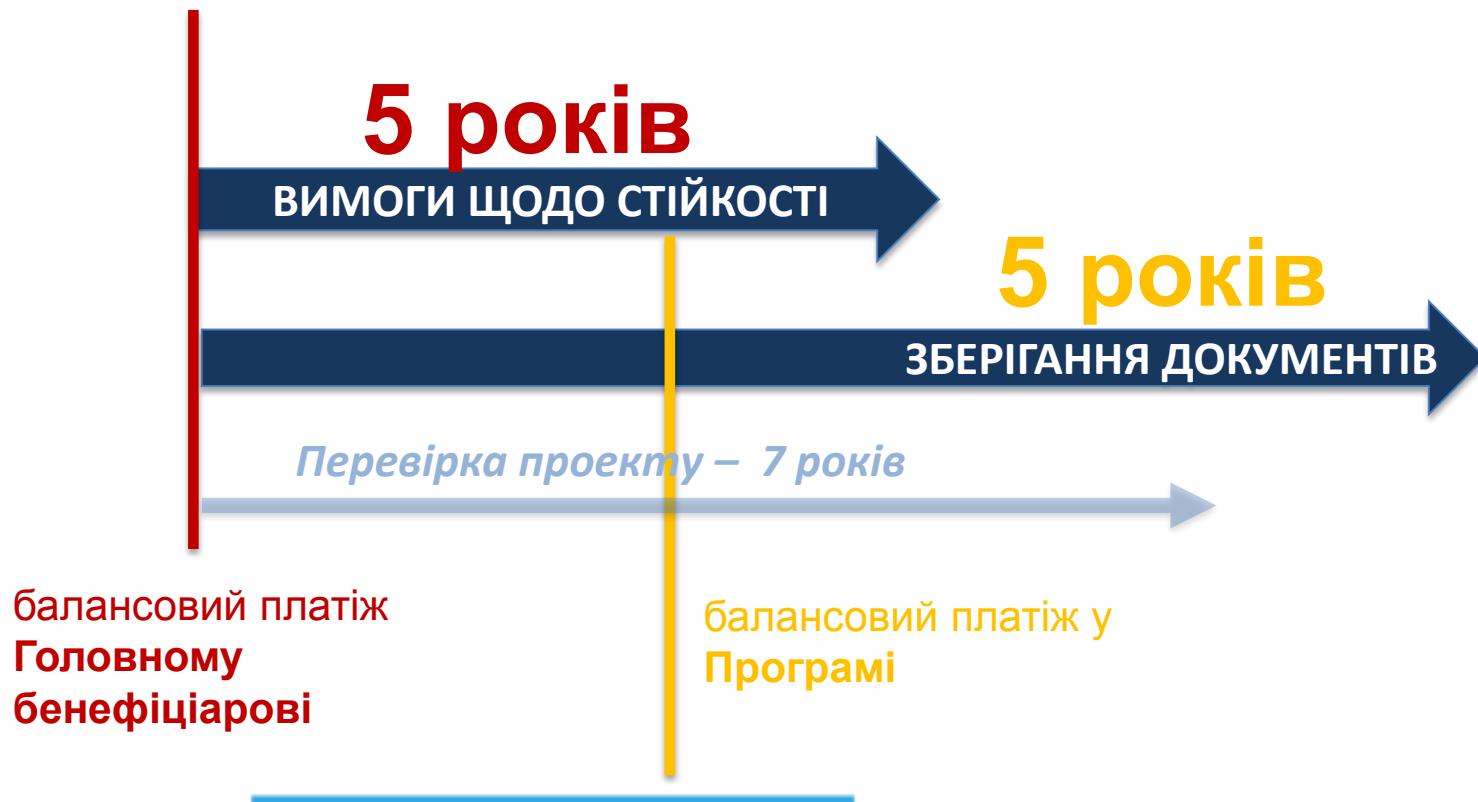 5 років
ВИМОГИ ЩОДО СТІЙКОСТІ
5 років
ЗБЕРІГАННЯ ДОКУМЕНТІВ
Перевірка проекту – 7 років
балансовий платіж
Головному
бенефіціарові
балансовий платіж у
Програмі